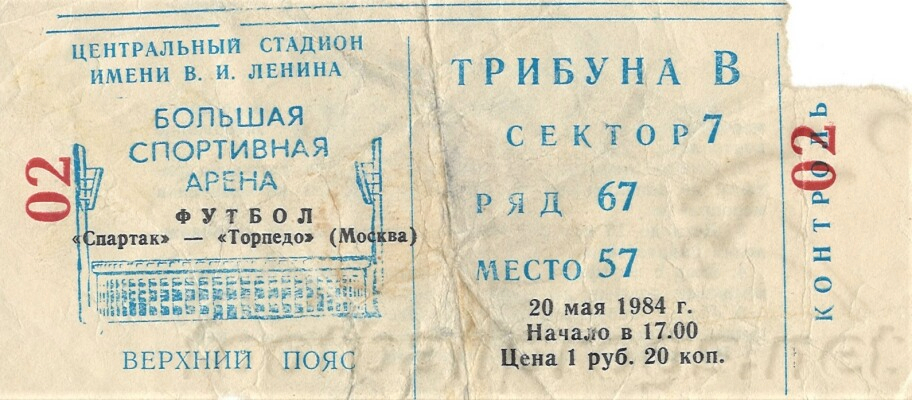 ЦЕНТРАЛЬНЫЙ СТАДИОН
ИМЕНИ В. И. ЛЕНИНА
БОЛЬШАЯ
СПОРТИВНАЯ
АРЕНА
02
ФУТБОЛ
«Спартак» — «Торпедо» (Москва)
ВЕРХНИЙ ПОЯС
ТРИБУНА В
СЕКТОР 7
РЯД 67
МЕСТО 57
20 мая 1984 г.
Начало в 17.00
Цена 1 руб. 20 коп.
КОНТРОЛЬ
02